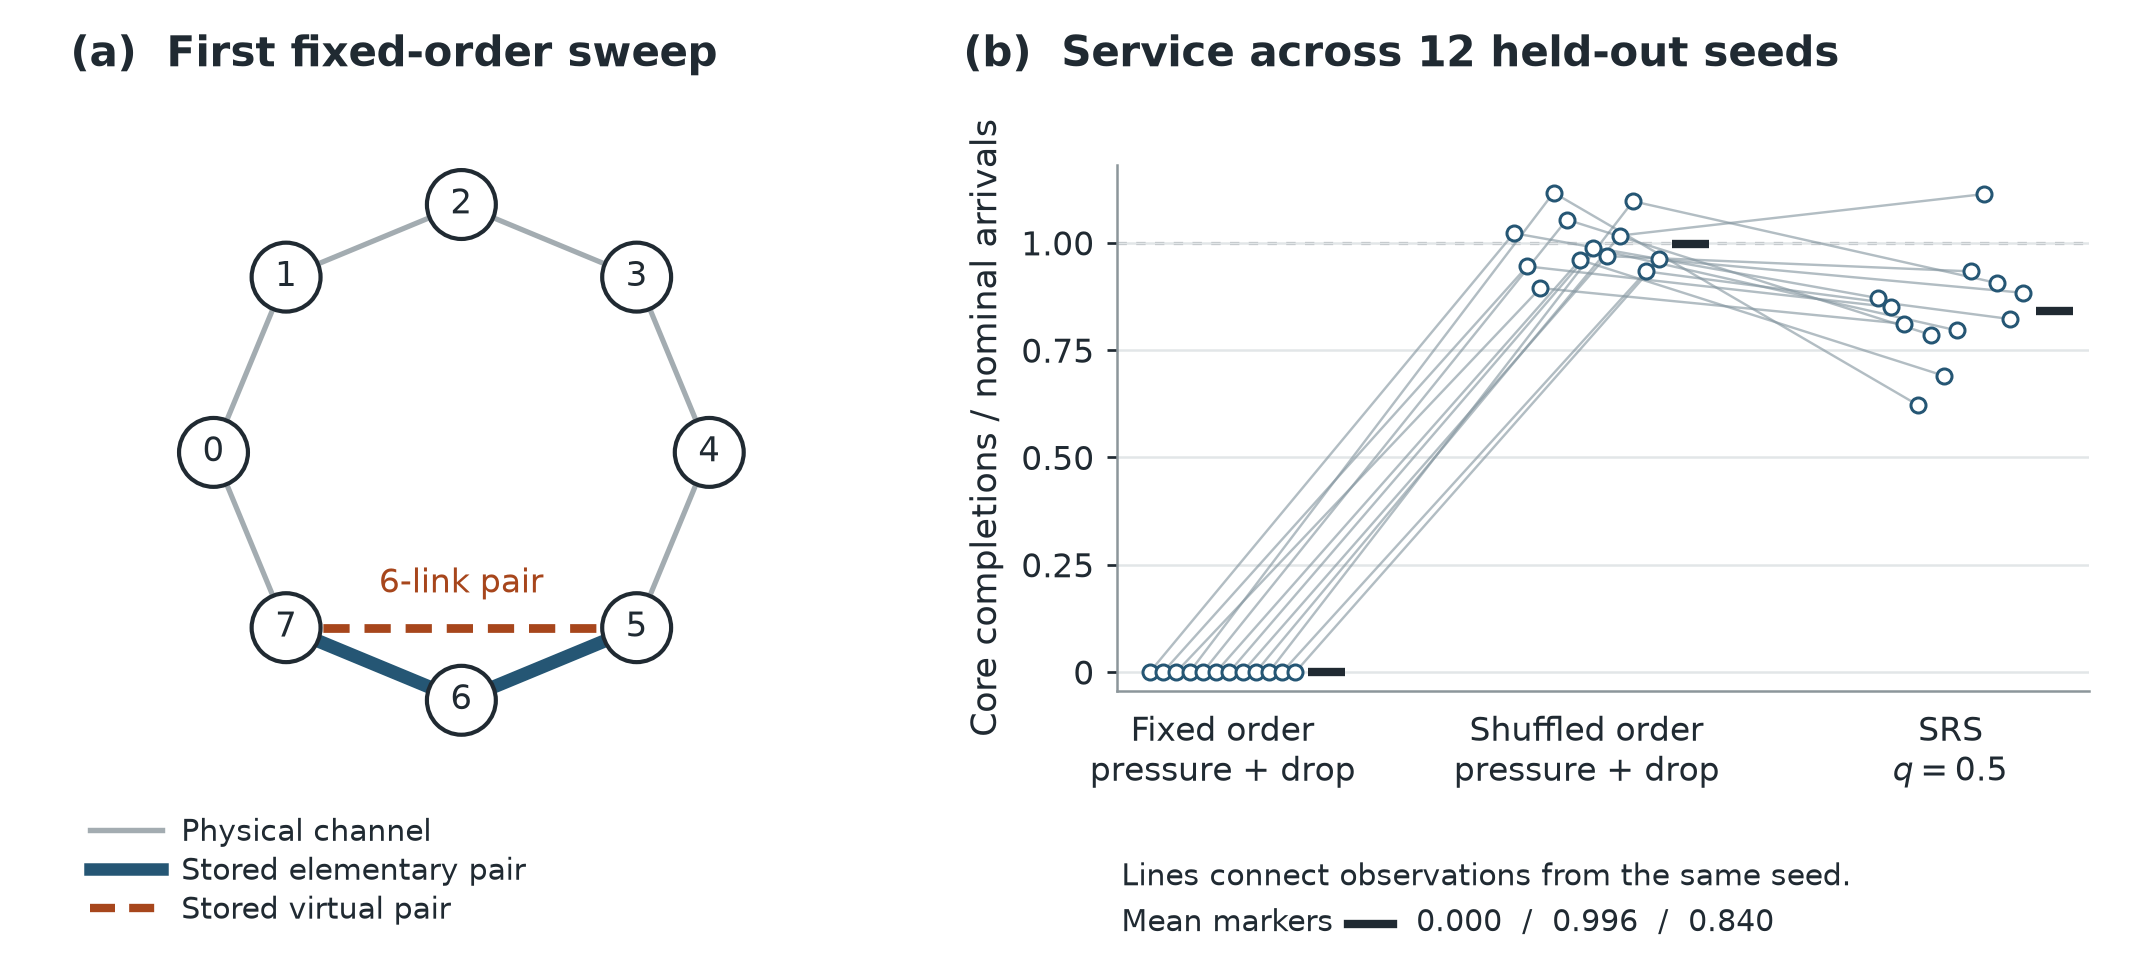 (a) First fixed-order sweep
2
1
3
0
4
6-link pair
7
5
6
Physical channel
Stored elementary pair
Stored virtual pair
(b) Service across 12 held-out seeds
Core completions / nominal arrivals
1.00
0.75
0.50
0.25
0
Fixed order
pressure + drop
Shuffled order
pressure + drop
SRS
q = 0.5
Lines connect observations from the same seed.
Mean markers 0.000 / 0.996 / 0.840